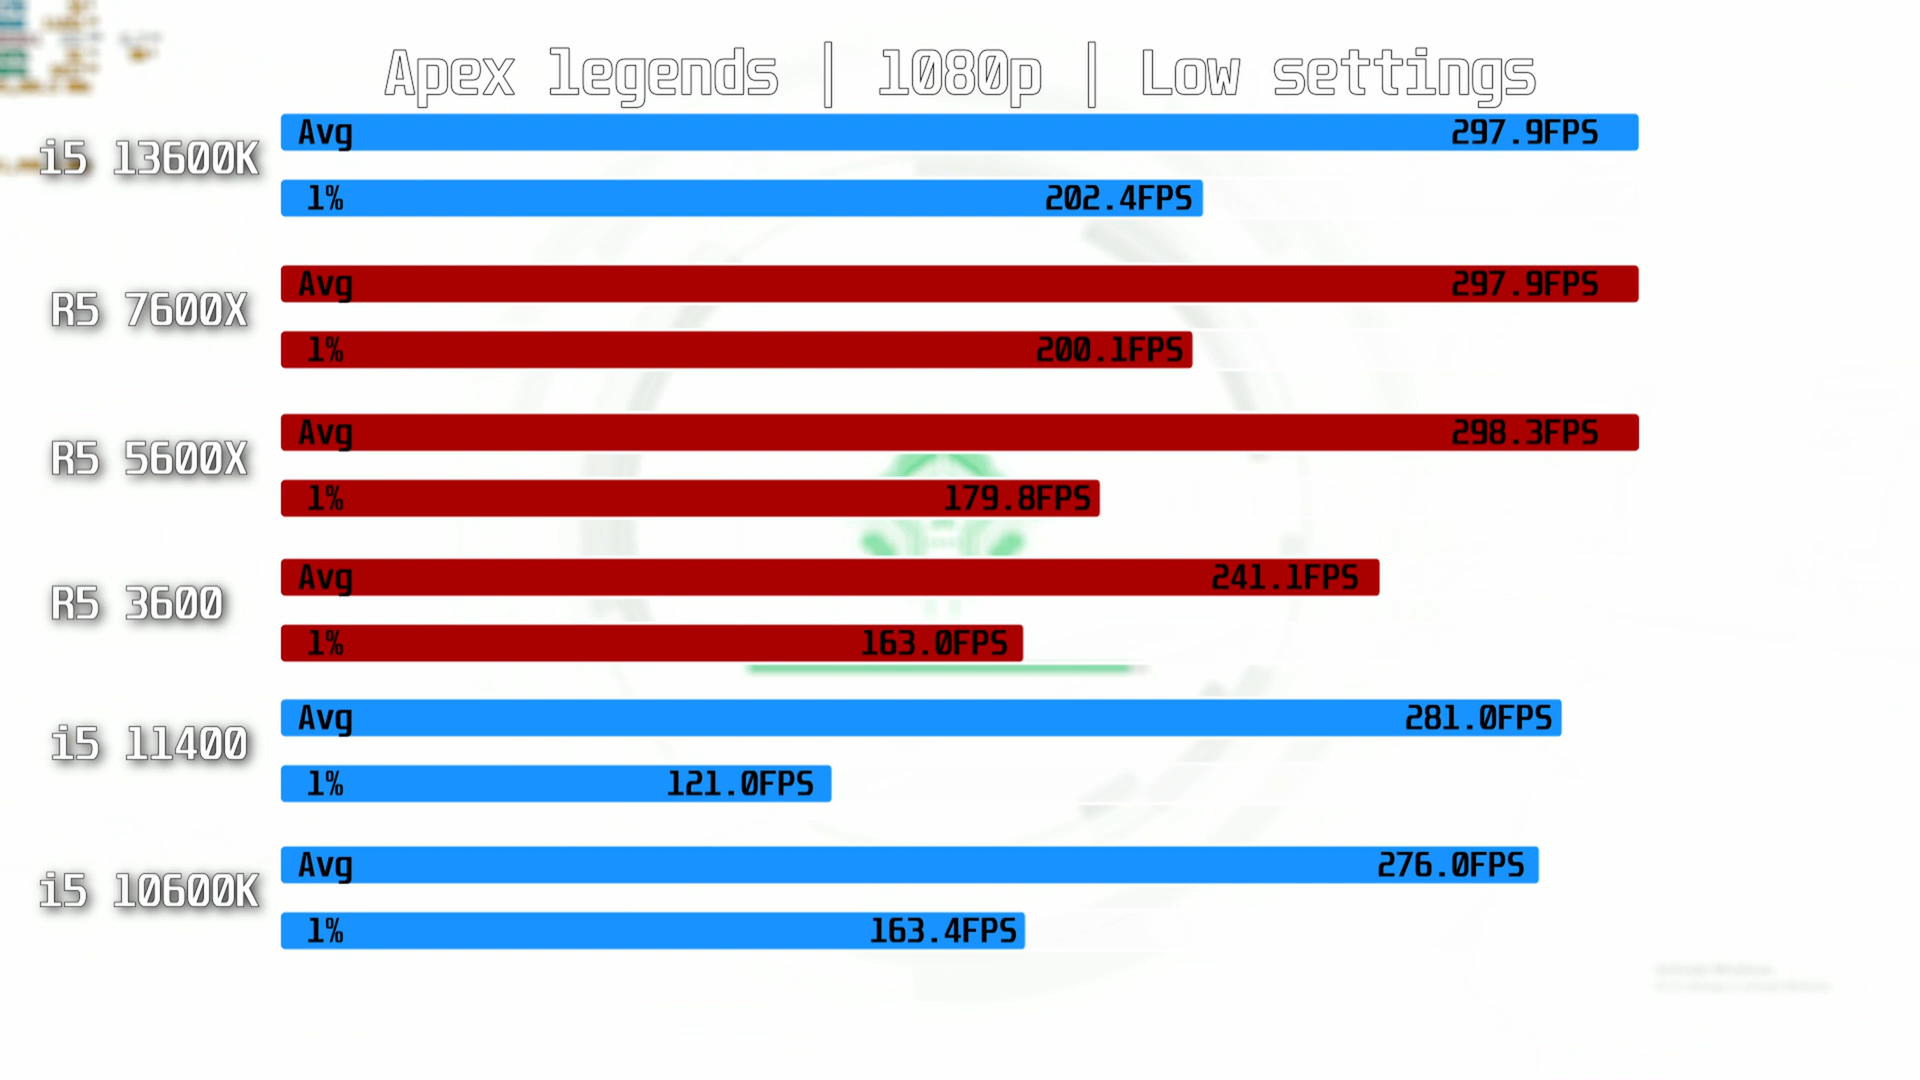 Apex legends | 1080p | Low settings
i5 13600K
Avg 297.9FPS
1% 202.4FPS
R5 7600X
Avg 297.9FPS
1% 200.1FPS
R5 5600X
Avg 298.3FPS
1% 179.8FPS
R5 3600
Avg 241.1FPS
1% 163.0FPS
i5 11400
Avg 281.0FPS
1% 121.0FPS
i5 10600K
Avg 276.0FPS
1% 163.4FPS